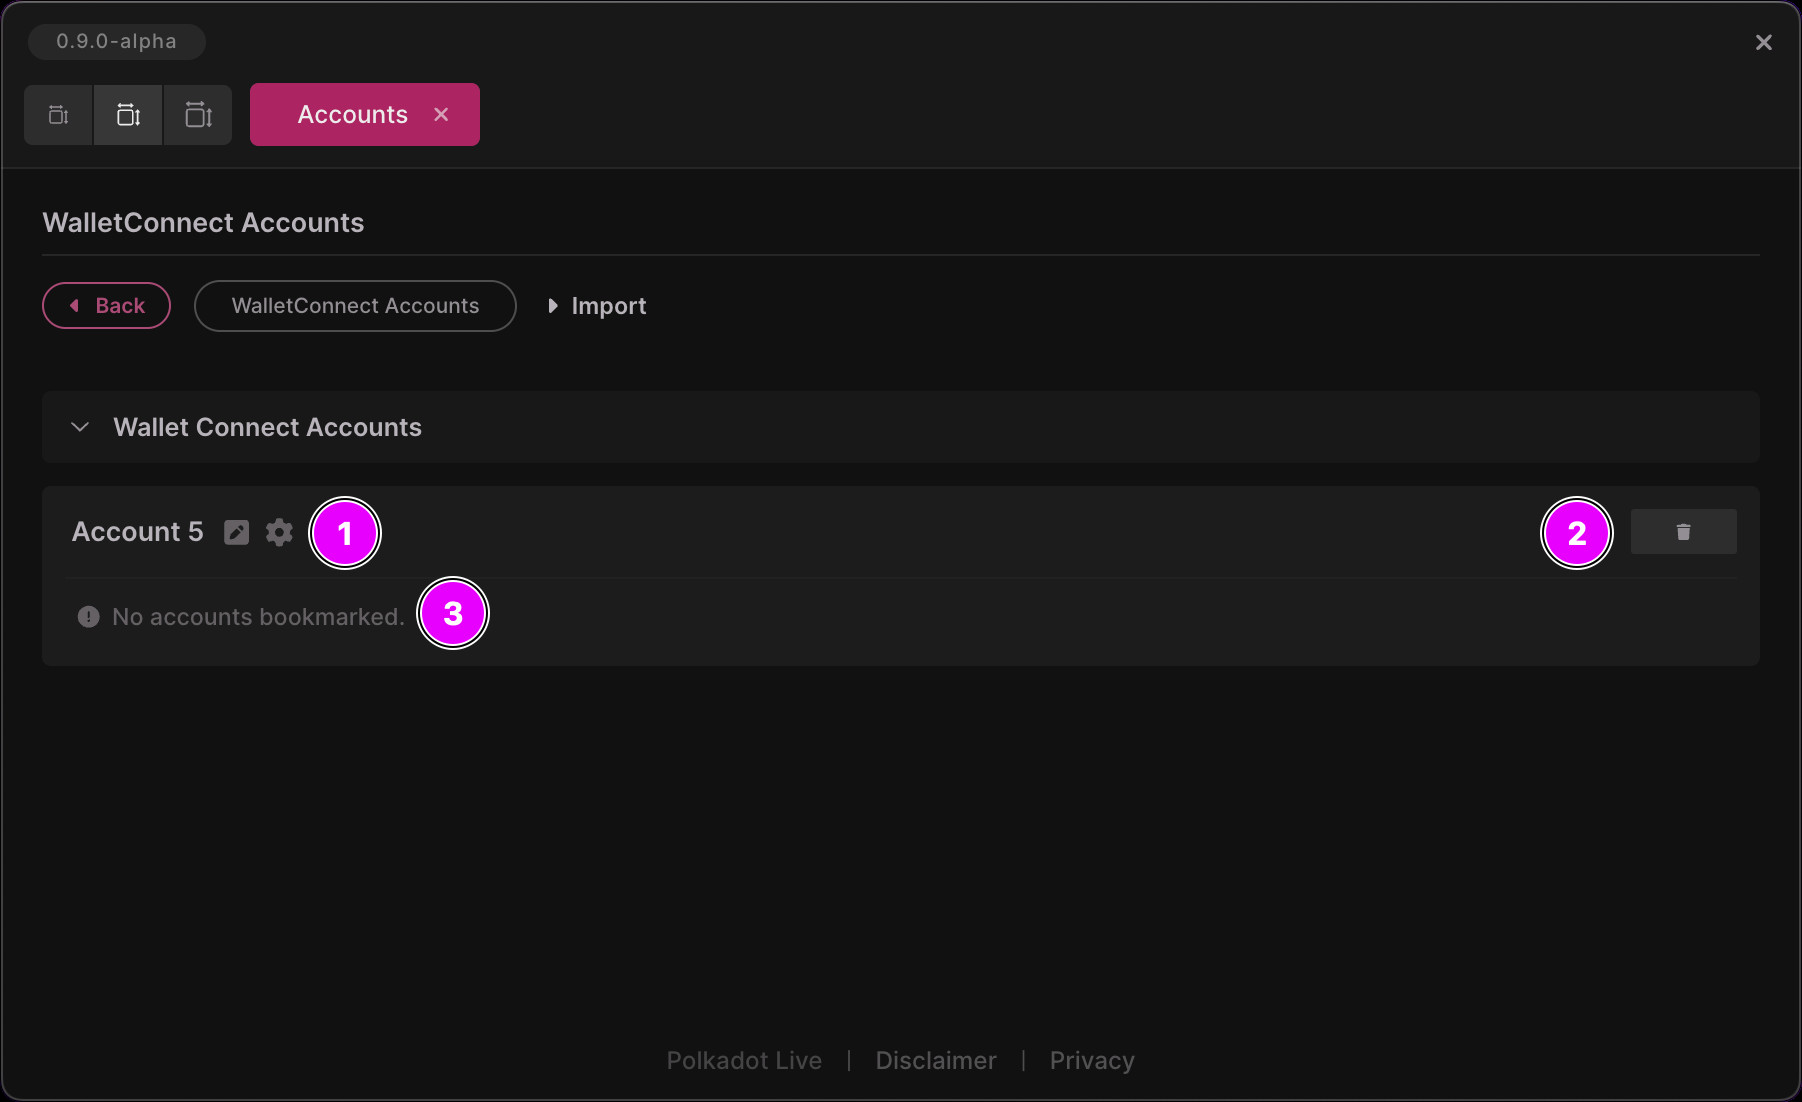 0.9.0-alpha
Accounts
WalletConnect Accounts
Back WalletConnect Accounts Import
Wallet Connect Accounts
Account 5 1 2
No accounts bookmarked. 3
Polkadot Live | Disclaimer | Privacy